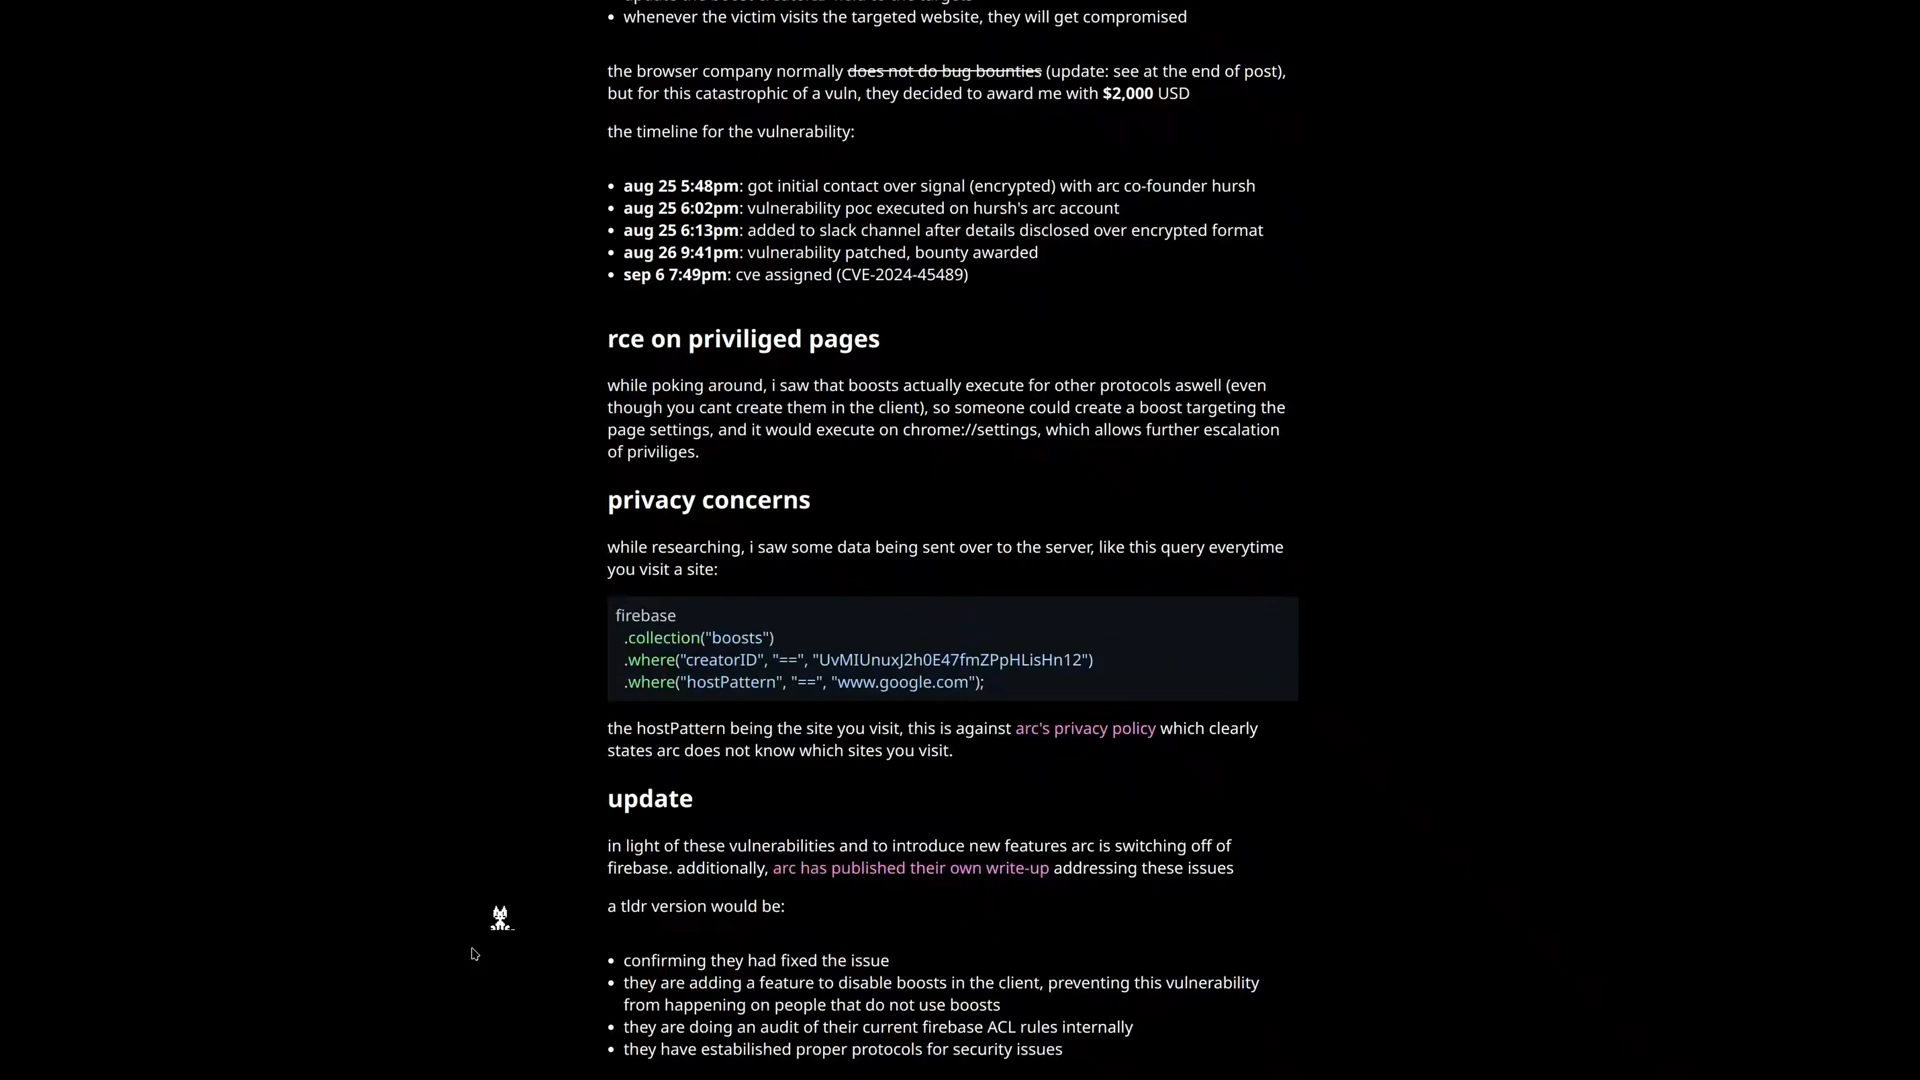 • whenever the victim visits the targeted website, they will get compromised
the browser company normally does not do bug bounties (update: see at the end of post),
but for this catastrophic of a vuln, they decided to award me with $2,000 USD
the timeline for the vulnerability:
• aug 25 5:48pm: got initial contact over signal (encrypted) with arc co-founder hursh
• aug 25 6:02pm: vulnerability poc executed on hursh's arc account
• aug 25 6:13pm: added to slack channel after details disclosed over encrypted format
• aug 26 9:41pm: vulnerability patched, bounty awarded
• sep 6 7:49pm: cve assigned (CVE-2024-45489)
rce on priviliged pages
while poking around, i saw that boosts actually execute for other protocols aswell (even
though you cant create them in the client), so someone could create a boost targeting the
page settings, and it would execute on chrome://settings, which allows further escalation
of priviliges.
privacy concerns
while researching, i saw some data being sent over to the server, like this query everytime
you visit a site:
firebase
.collection("boosts")
.where("creatorID", "==", "UvMIUnuxJ2h0E47fmZPpHLisHn12")
.where("hostPattern", "==", "www.google.com");
the hostPattern being the site you visit, this is against arc's privacy policy which clearly
states arc does not know which sites you visit.
update
in light of these vulnerabilities and to introduce new features arc is switching off of
firebase. additionally, arc has published their own write-up addressing these issues
a tldr version would be:
• confirming they had fixed the issue
• they are adding a feature to disable boosts in the client, preventing this vulnerability
from happening on people that do not use boosts
• they are doing an audit of their current firebase ACL rules internally
• they have estabilished proper protocols for security issues